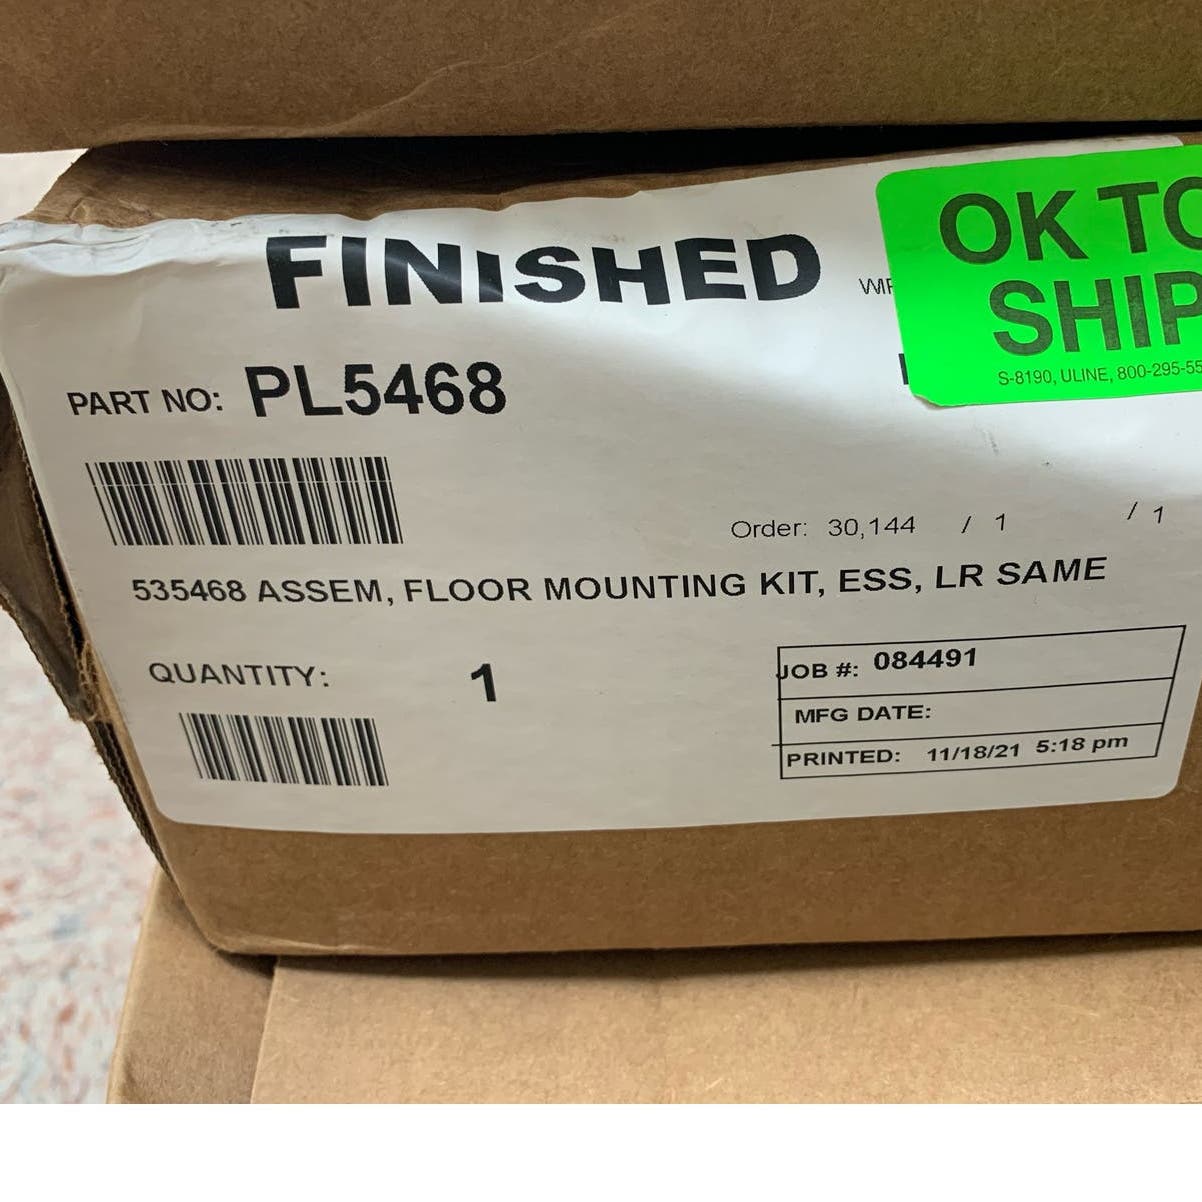 FINISHED
OK TO
SHIP
S-8190, ULINE, 800-295-55
PART NO: PL5468
Order: 30,144 / 1 / 1
535468 ASSEM, FLOOR MOUNTING KIT, ESS, LR SAME
QUANTITY: 1
JOB #: 084491
MFG DATE:
PRINTED: 11/18/21 5:18 pm